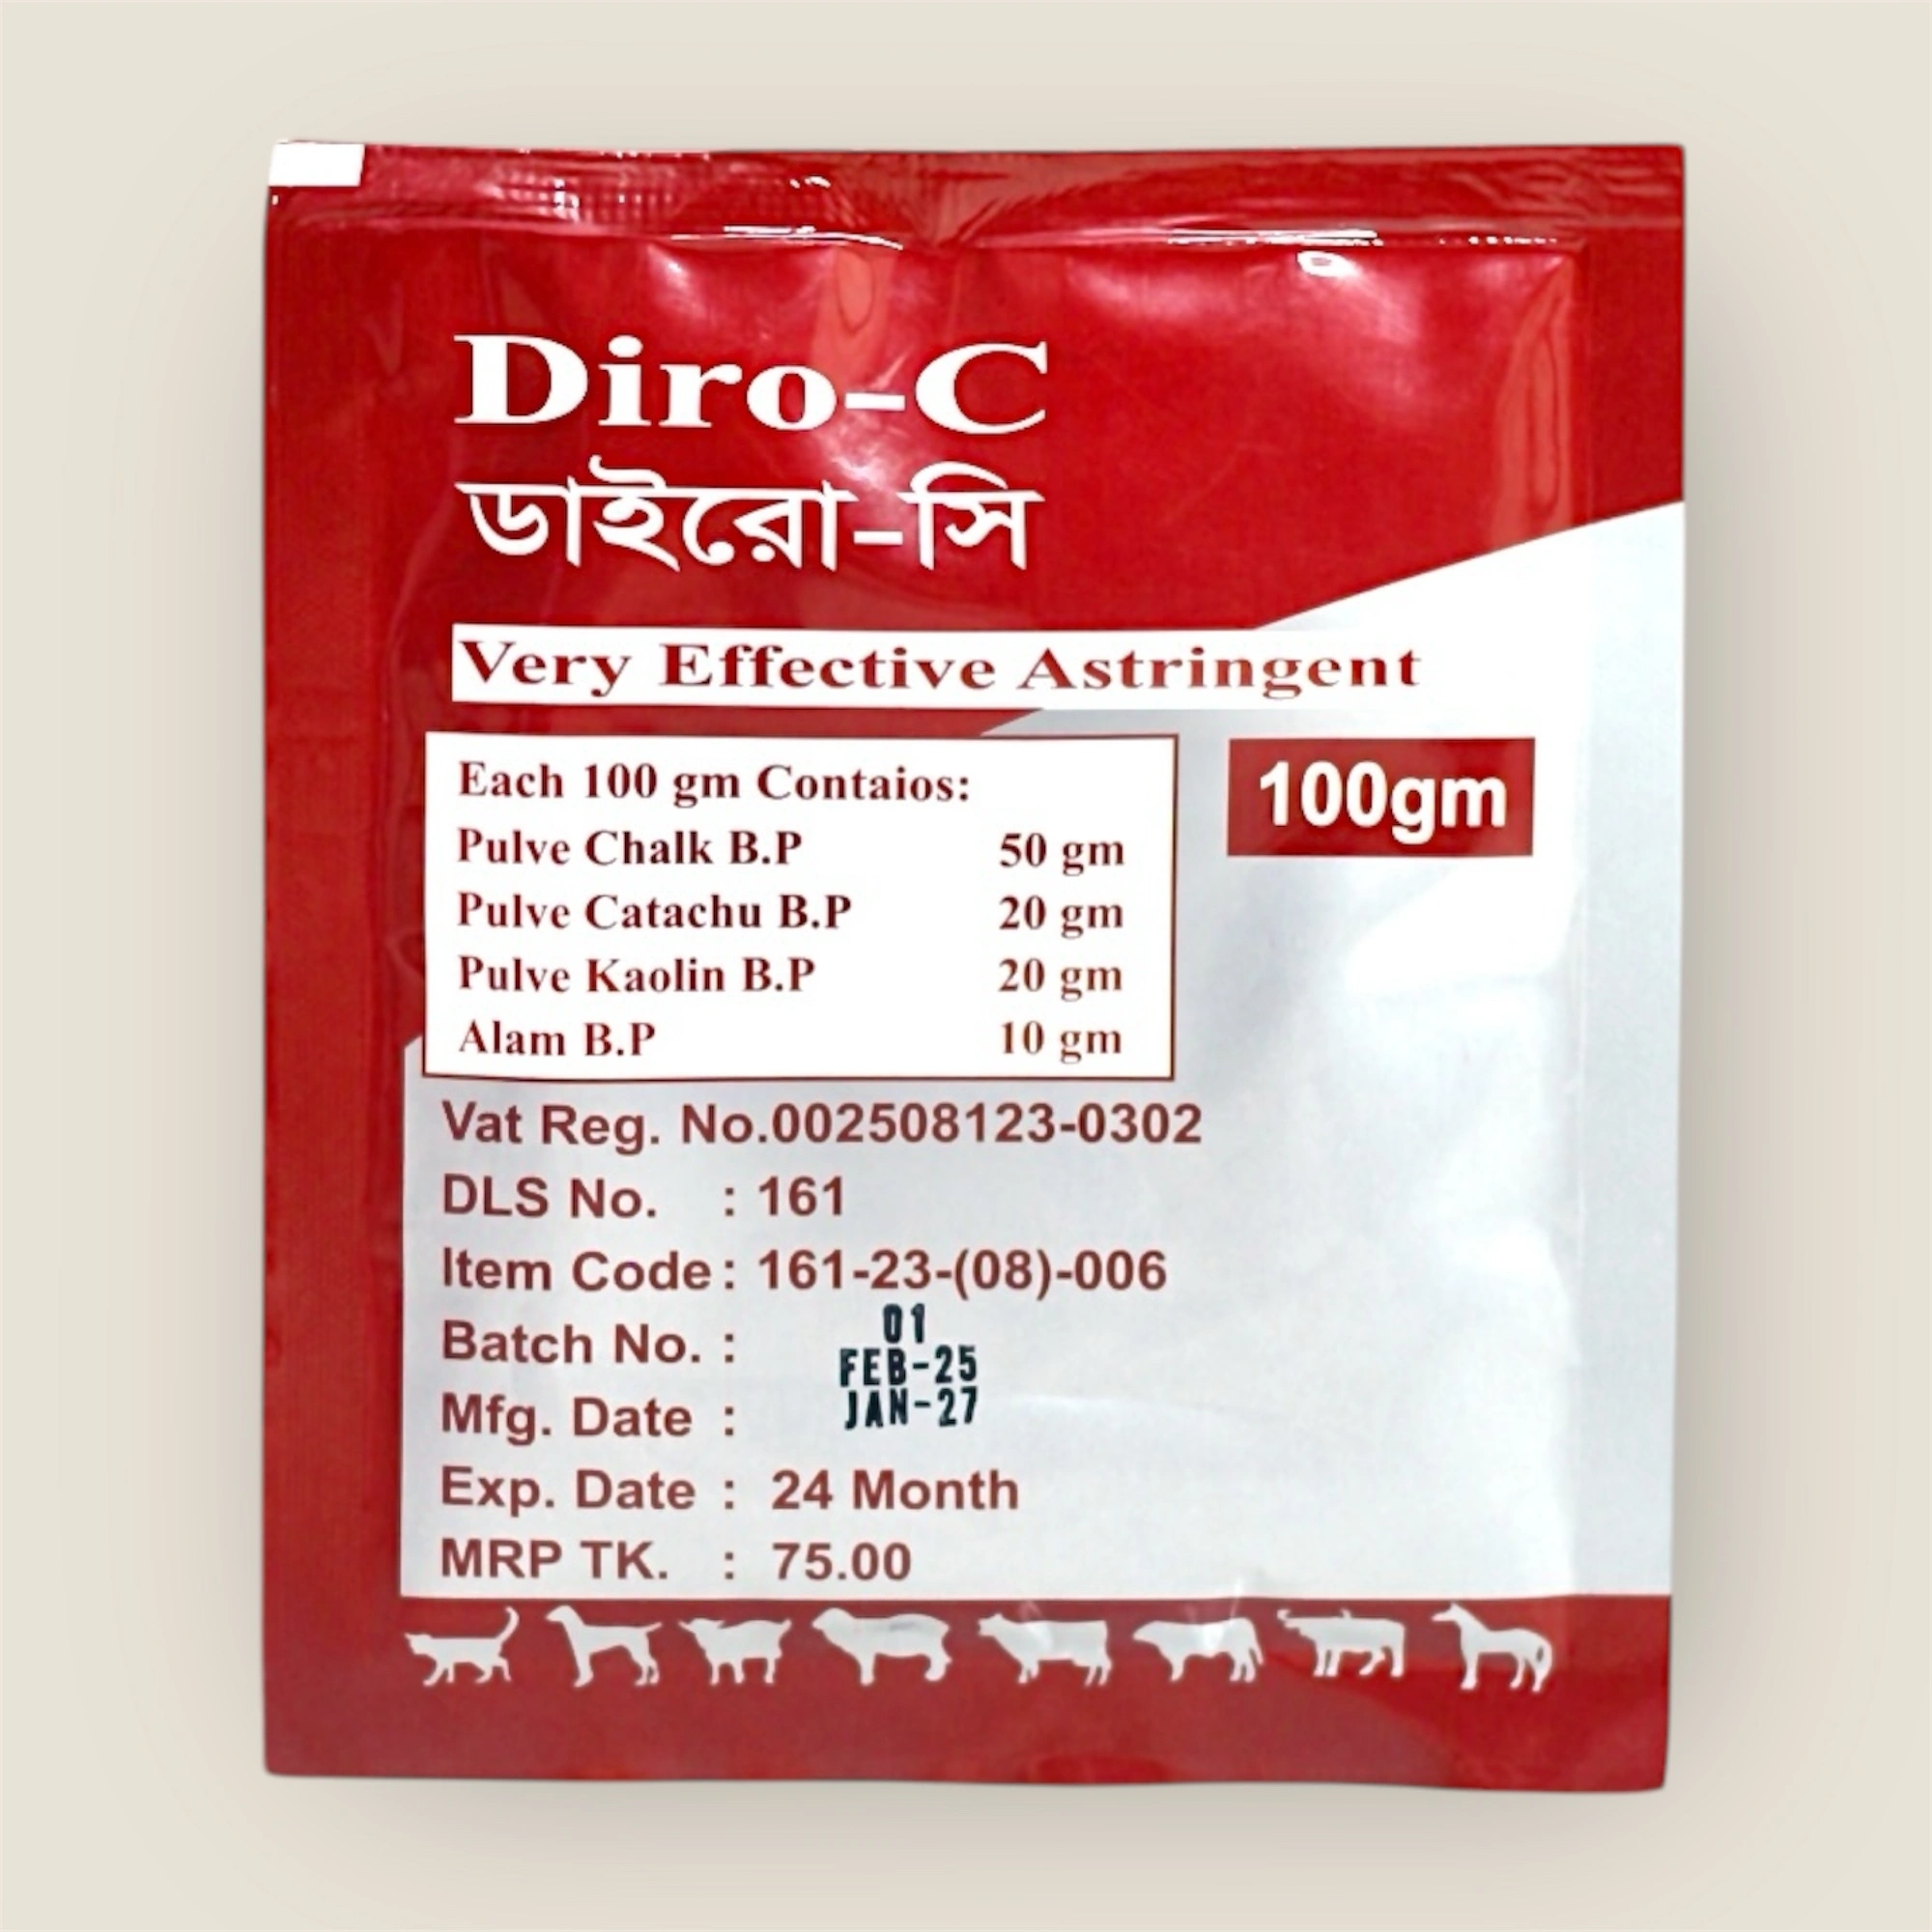 Diro-C
ডাইরো-সি
Very Effective Astringent
Each 100 gm Contaios:
Pulve Chalk B.P 50 gm
Pulve Catachu B.P 20 gm
Pulve Kaolin B.P 20 gm
Alam B.P 10 gm
100gm
Vat Reg. No.002508123-0302
DLS No. : 161
Item Code : 161-23-(08)-006
Batch No. : 01
FEB-25
Mfg. Date : JAN-27
Exp. Date : 24 Month
MRP TK. : 75.00